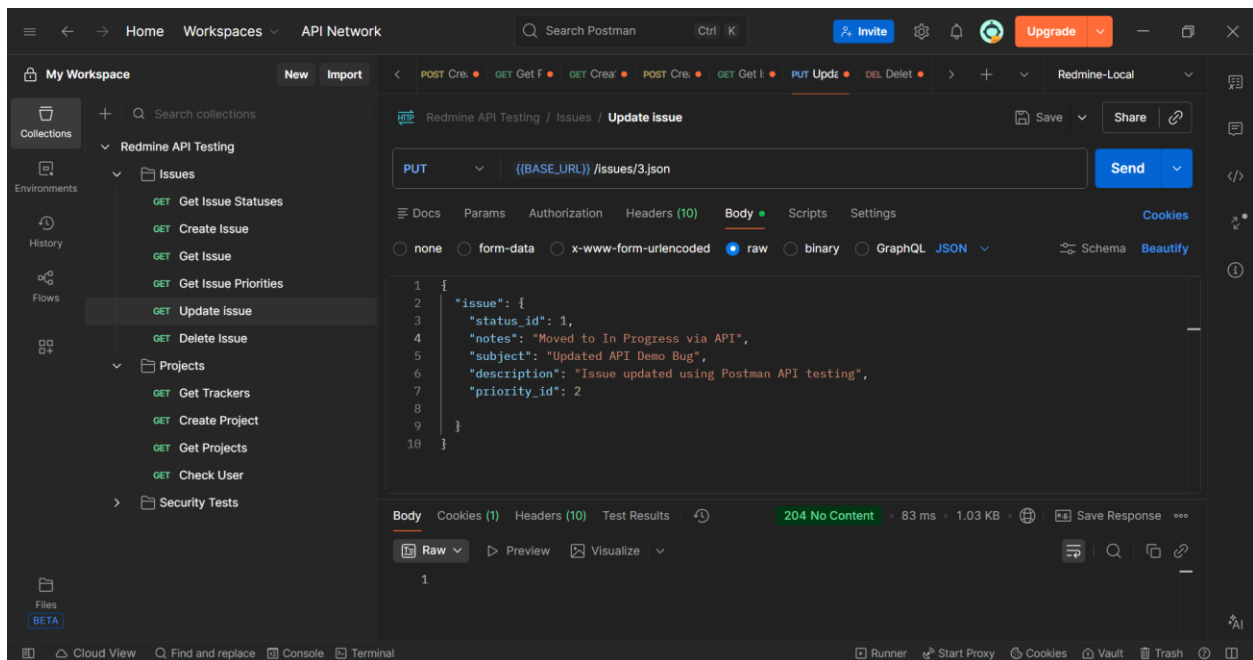 Home Workspaces API Network Search Postman Ctrl K Invite Upgrade
My Workspace New Import
POST Cre. GET Get F GET Crea' POST Cre. GET Get I: PUT Upda DEL Delet Redmine-Local
Collections
Environments
History
Flows
Files
BETA
Search collections
Redmine API Testing
Issues
GET Get Issue Statuses
GET Create Issue
GET Get Issue
GET Get Issue Priorities
GET Update issue
GET Delete Issue
Projects
GET Get Trackers
GET Create Project
GET Get Projects
GET Check User
Security Tests
HTTP Redmine API Testing / Issues / Update issue Save Share
PUT {{BASE_URL}} /issues/3.json Send
Docs Params Authorization Headers (10) Body Scripts Settings Cookies
none form-data x-www-form-urlencoded raw binary GraphQL JSON Schema Beautify
1 {
2 "issue": {
3 "status_id": 1,
4 "notes": "Moved to In Progress via API",
5 "subject": "Updated API Demo Bug",
6 "description": "Issue updated using Postman API testing",
7 "priority_id": 2
8
9 }
10 }
Body Cookies (1) Headers (10) Test Results 204 No Content • 83 ms • 1.03 KB • e.g. Save Response
Raw Preview Visualize
1
AI
Cloud View Find and replace Console Terminal Runner Start Proxy Cookies Vault Trash